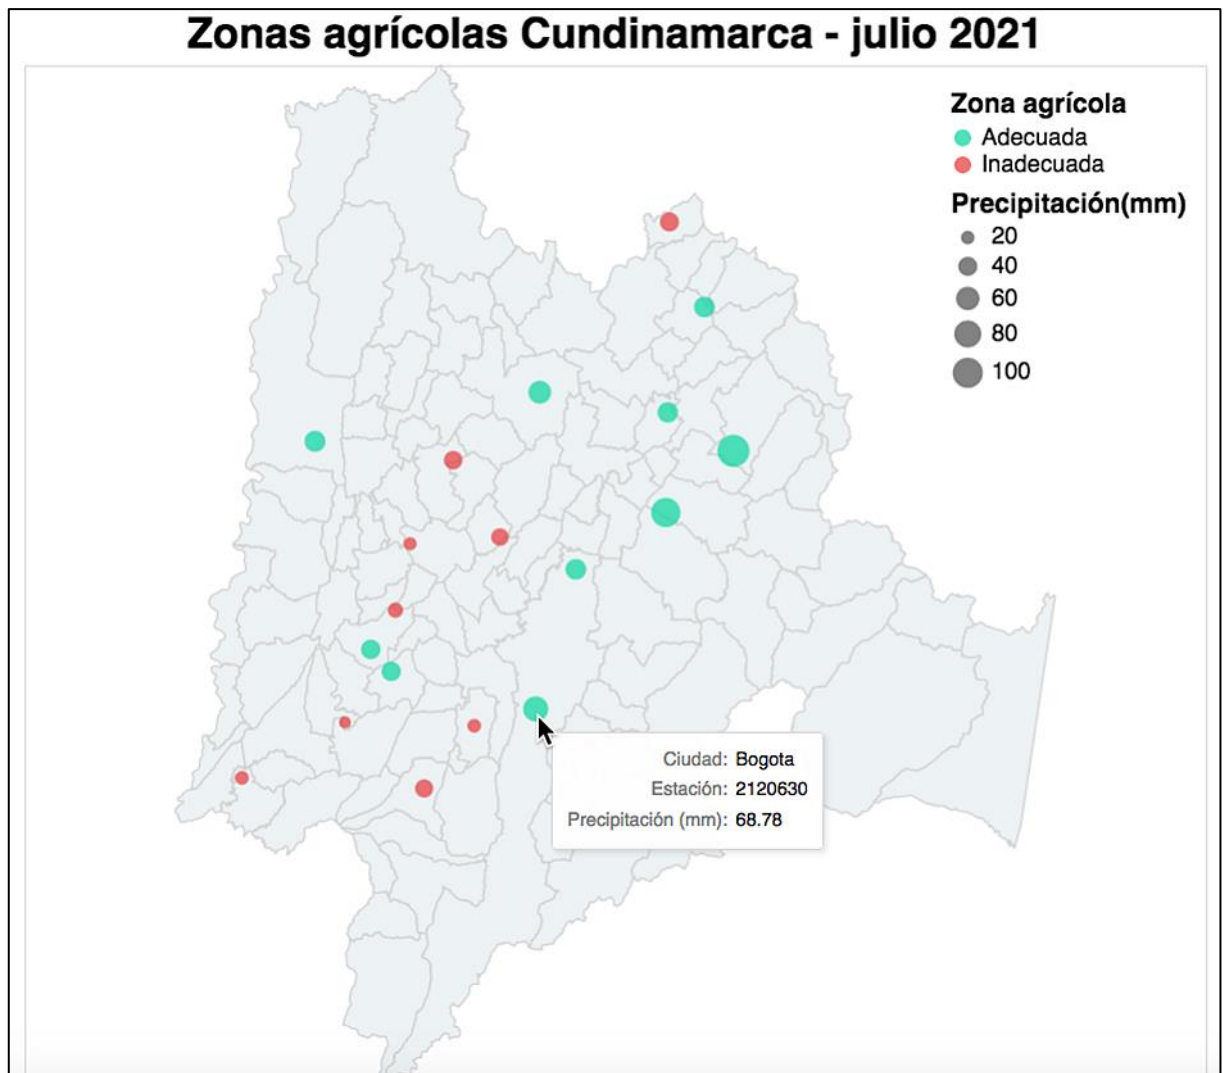 Zonas agrícolas Cundinamarca - julio 2021
Zona agrícola
Adecuada
Inadecuada
Precipitación(mm)
20
40
60
80
100
Ciudad: Bogota
Estación: 2120630
Precipitación (mm): 68.78